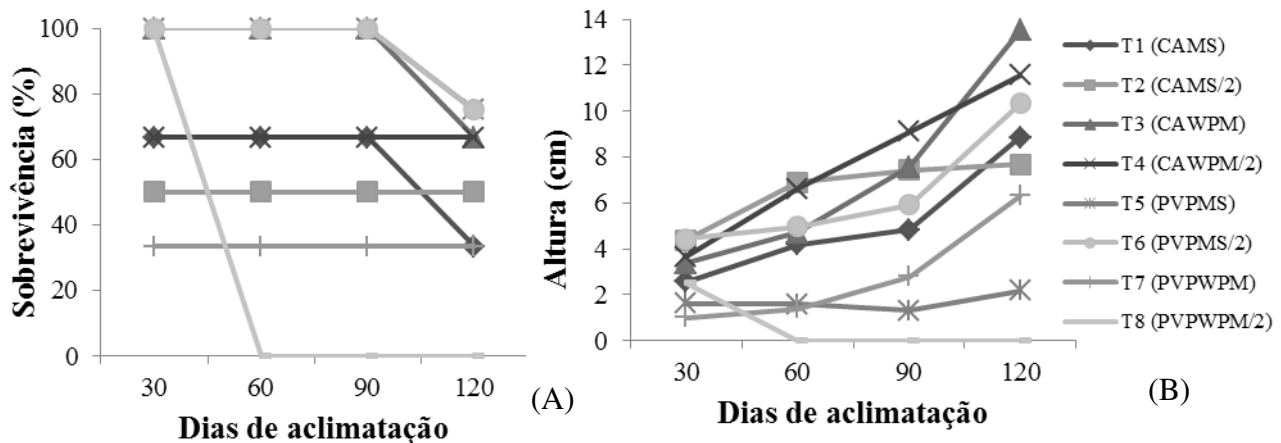 Sobrevivência (%)
100
80
60
40
20
0
30 60 90 120
Dias de aclimatação
(A)
Altura (cm)
14
12
10
8
6
4
2
0
30 60 90 120
Dias de aclimatação
(B)
T1 (CAMS)
T2 (CAMS/2)
T3 (CAWPM)
T4 (CAWPM/2)
T5 (PVPMS)
T6 (PVPMS/2)
T7 (PVPWPM)
T8 (PVPWPM/2)